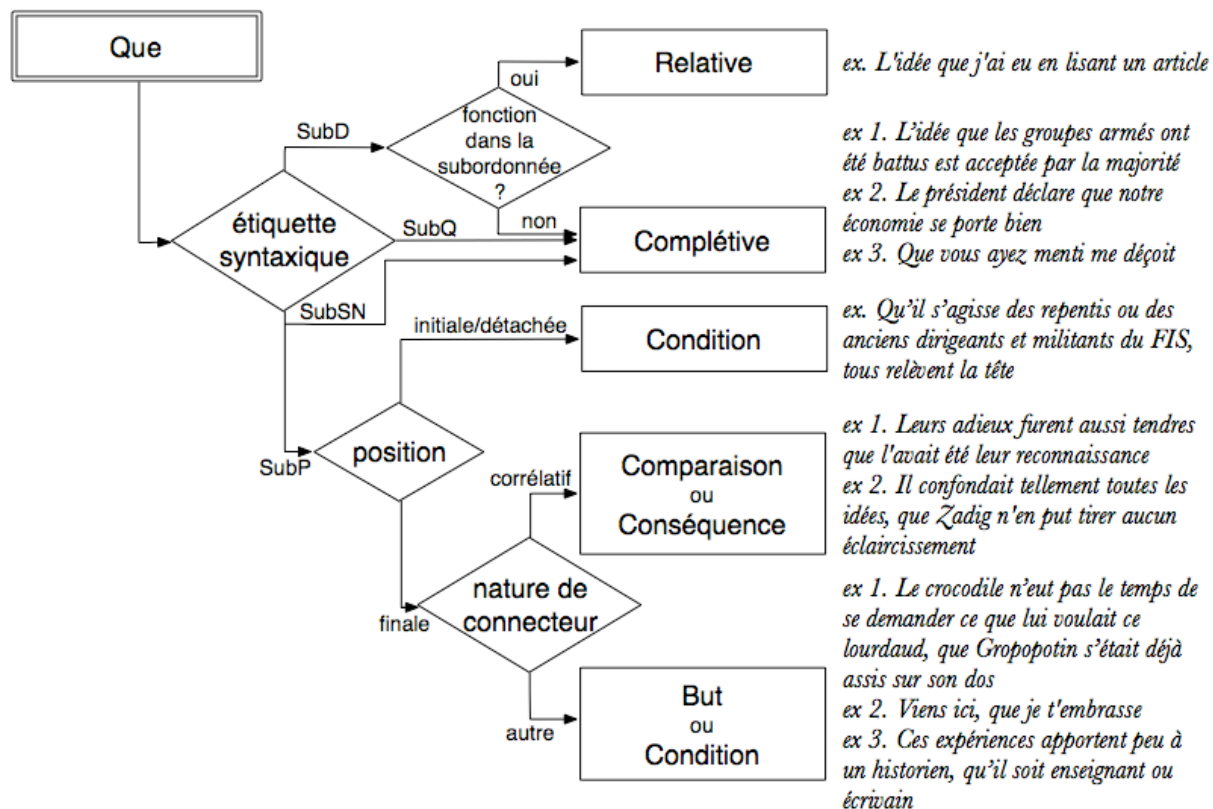 Que
Relative
ex. L'idée que j'ai eu en lisant un article
oui
fonction
dans la
subordonnée
?
SubD
non
étiquette
syntaxique
SubQ
SubSN
Complétive
ex 1. L'idée que les groupes armés ont
été battus est acceptée par la majorité
ex 2. Le président déclare que notre
économie se porte bien
ex 3. Que vous ayez menti me déçoit
initiale/détachée
Condition
ex. Qu'il s'agisse des repentis ou des
anciens dirigeants et militants du FIS,
tous relèvent la tête
SubP
position
corrélatif
Comparaison
ou
Conséquence
ex 1. Leurs adieux furent aussi tendres
que l'avait été leur reconnaissance
ex 2. Il confondait tellement toutes les
idées, que Zadig n'en put tirer aucun
éclaircissement
finale
nature de
connecteur
autre
But
ou
Condition
ex 1. Le crocodile n'eut pas le temps de
se demander ce que lui voulait ce
lourdaud, que Gropopotin s'était déjà
assis sur son dos
ex 2. Viens ici, que je t'embrasse
ex 3. Ces expériences apportent peu à
un historien, qu'il soit enseignant ou
écrivain